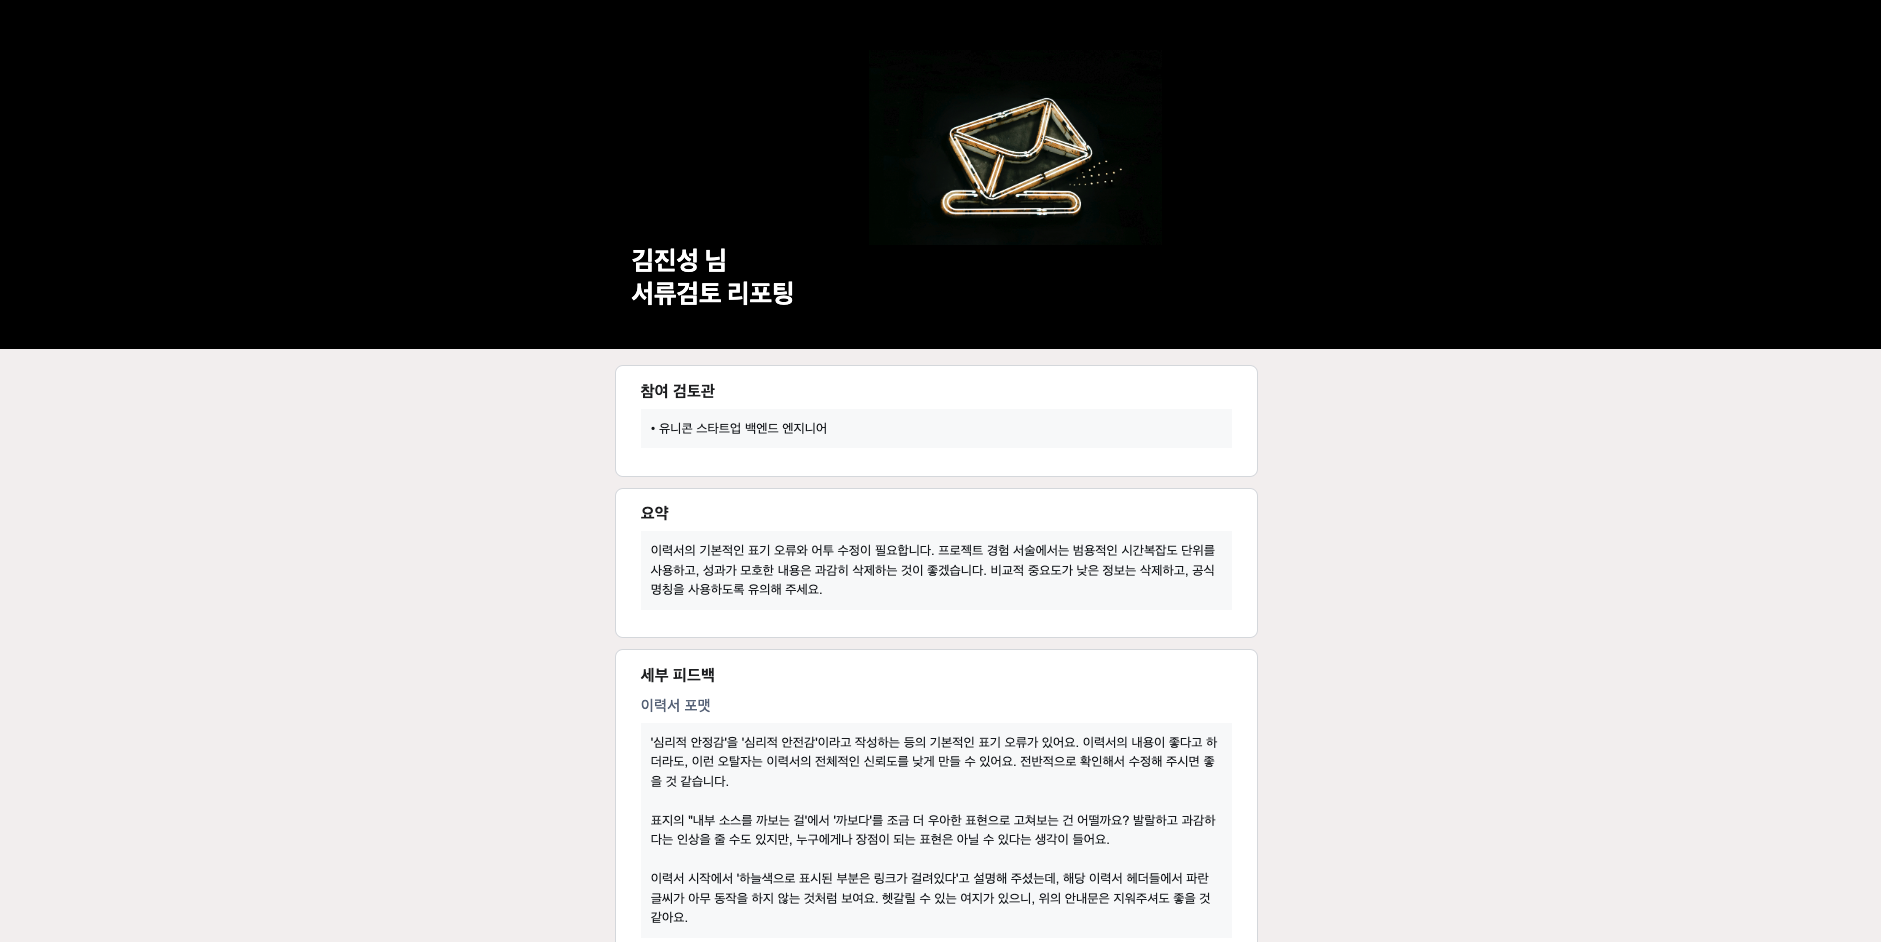 김진성 님
서류검토 리포팅
참여 검토관
• 유니콘 스타트업 백엔드 엔지니어
요약
이력서의 기본적인 표기 오류와 어투 수정이 필요합니다. 프로젝트 경험 서술에서는 범용적인 시간복잡도 단위를
사용하고, 성과가 모호한 내용은 과감히 삭제하는 것이 좋겠습니다. 비교적 중요도가 낮은 정보는 삭제하고, 공식
명칭을 사용하도록 유의해 주세요.
세부 피드백
이력서 포맷
'심리적 안정감'을 '심리적 안전감'이라고 작성하는 등의 기본적인 표기 오류가 있어요. 이력서의 내용이 좋다고 하
더라도, 이런 오탈자는 이력서의 전체적인 신뢰도를 낮게 만들 수 있어요. 전반적으로 확인해서 수정해 주시면 좋
을 것 같습니다.
표지의 "내부 소스를 까보는 걸'에서 '까보다'를 조금 더 우아한 표현으로 고쳐보는 건 어떨까요? 발랄하고 과감하
다는 인상을 줄 수도 있지만, 누구에게나 장점이 되는 표현은 아닐 수 있다는 생각이 들어요.
이력서 시작에서 '하늘색으로 표시된 부분은 링크가 걸려있다'고 설명해 주셨는데, 해당 이력서 헤더들에서 파란
글씨가 아무 동작을 하지 않는 것처럼 보여요. 헷갈릴 수 있는 여지가 있으니, 위의 안내문은 지워주셔도 좋을 것
같아요.